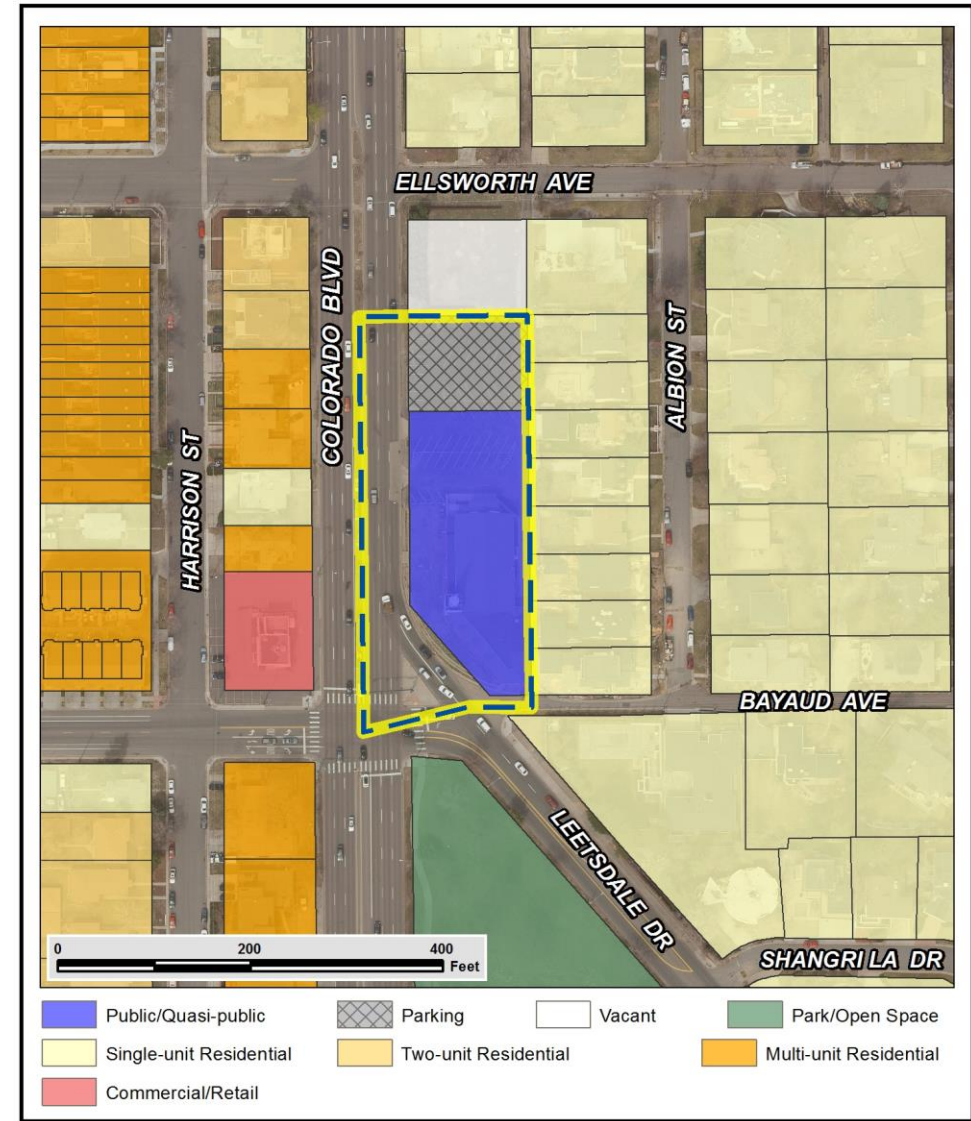 ELLSWORTH AVE
COLORADO BLVD
ALBION ST
HARRISON ST
BAYAUD AVE
LEETSDALE DR
SHANGRI LA DR
0 200 400
Feet
Public/Quasi-public Parking Vacant Park/Open Space
Single-unit Residential Two-unit Residential Multi-unit Residential
Commercial/Retail